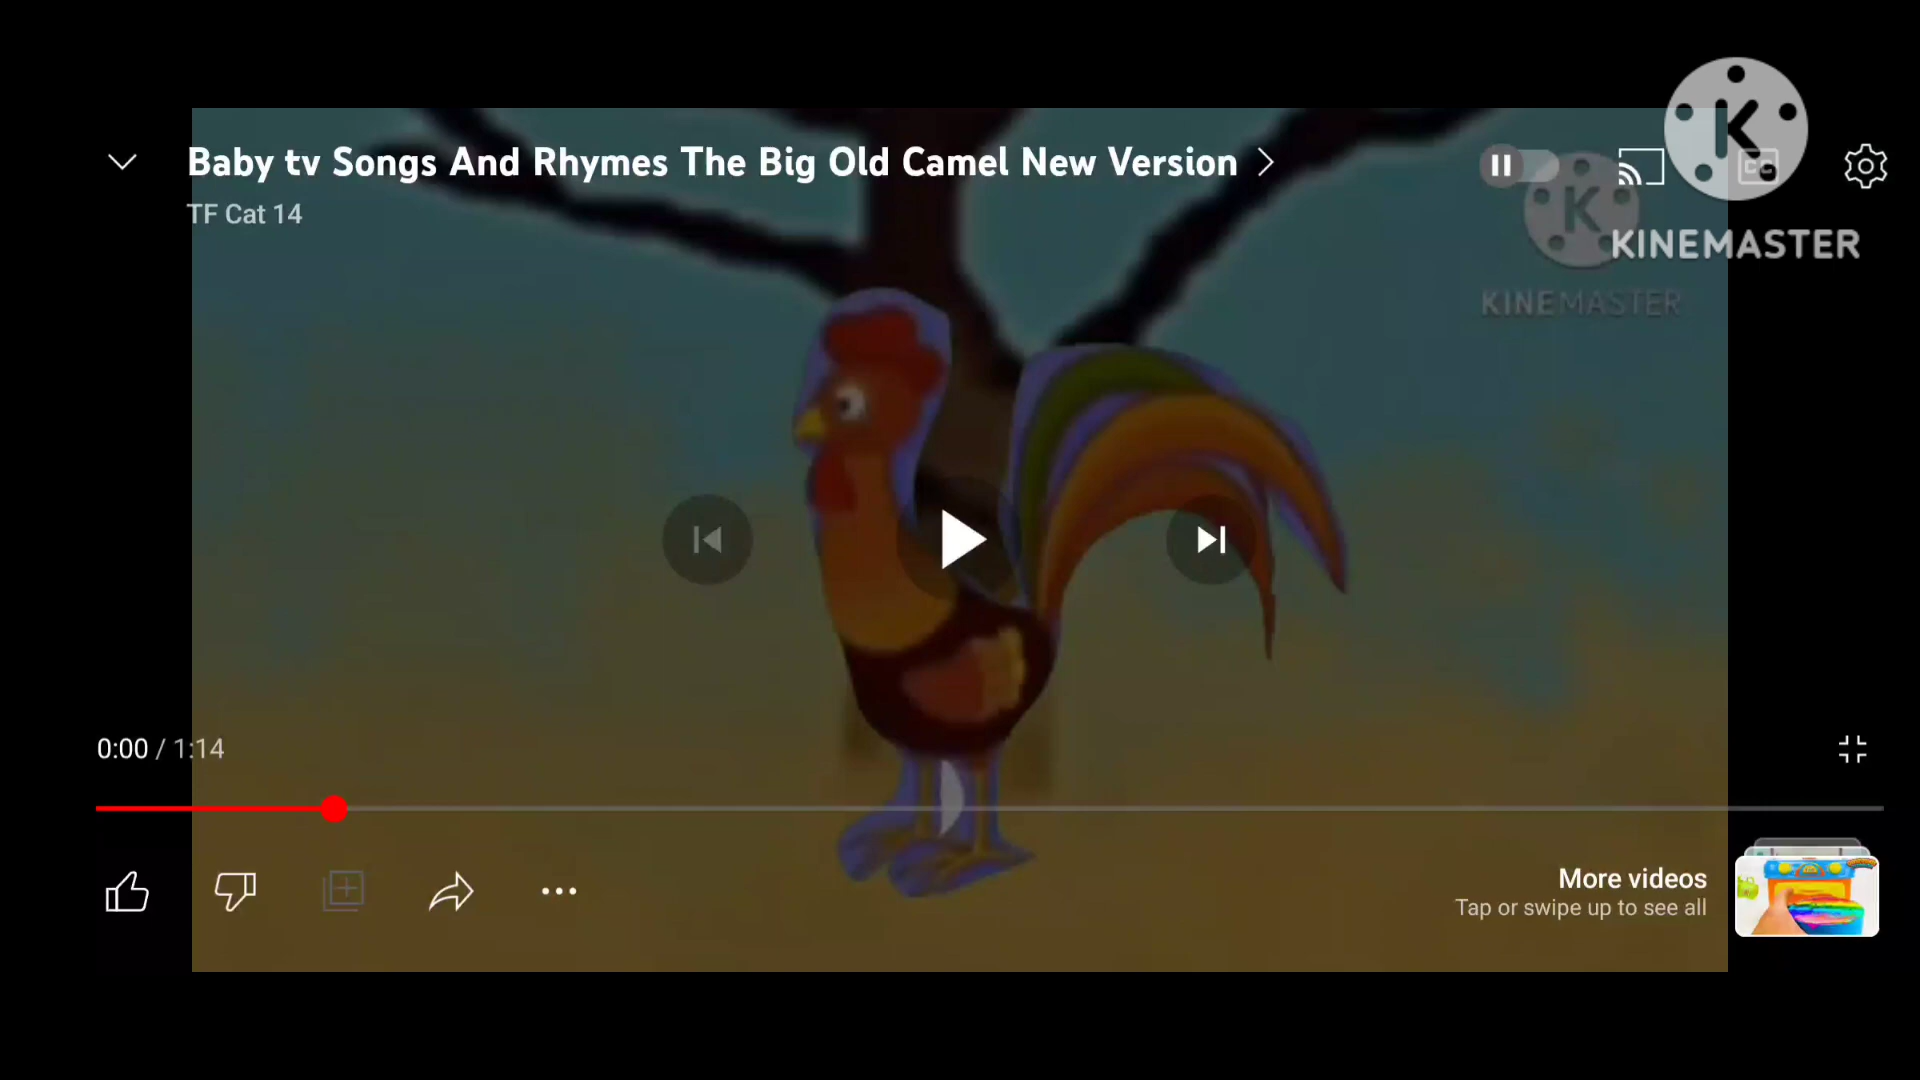 Baby tv Songs And Rhymes The Big Old Camel New Version
TF Cat 14
CC
K
KINEMASTER
K
KINEMASTER
0:00 / 1:14
More videos
Tap or swipe up to see all